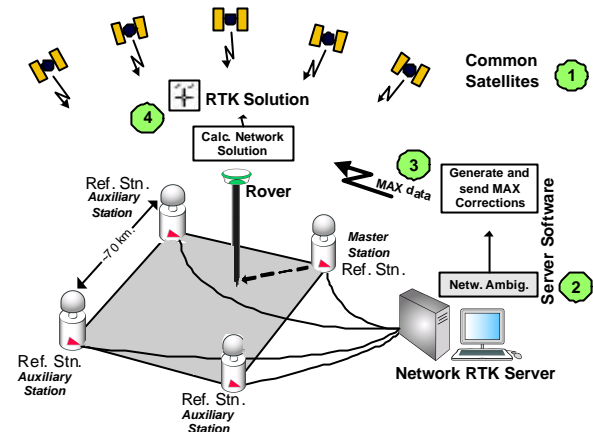 Common
Satellites
1
4
RTK Solution
Calc. Network
Solution
3
MAX data
Generate and
send MAX
Corrections
Server Software
Rover
Ref. Stn.
Auxiliary
Station
~70 km.
Master
Station
Ref. Stn.
Netw. Ambig.
2
Ref. Stn.
Auxiliary
Station
Network RTK Server
Ref. Stn.
Auxiliary
Station